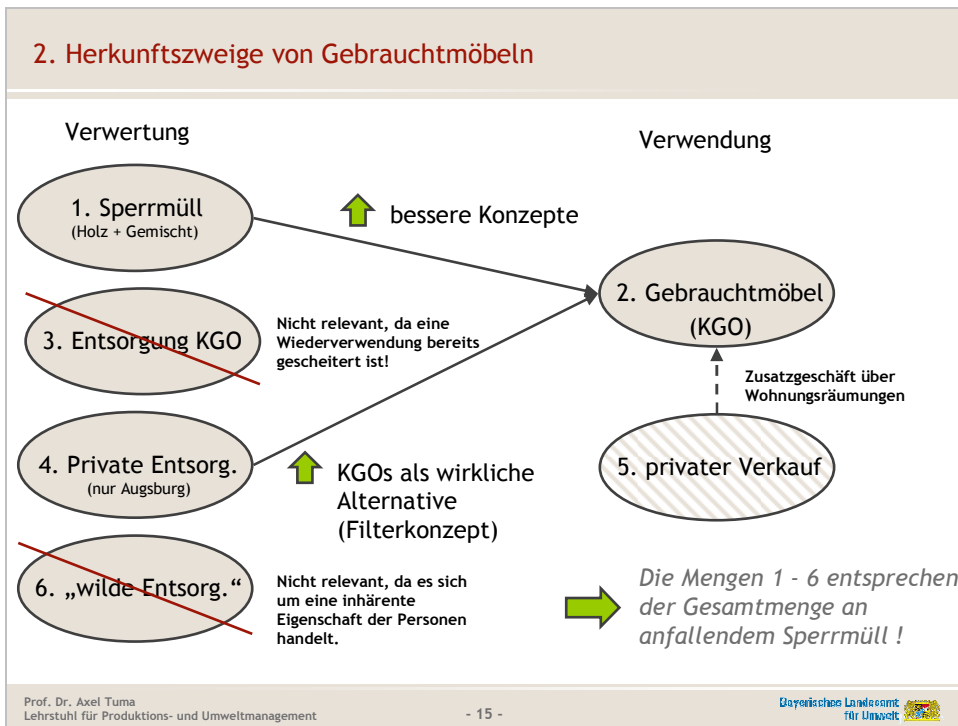 2. Herkunftszweige von Gebrauchtmöbeln
Verwertung
Verwendung
1. Sperrmüll
(Holz + Gemischt)
bessere Konzepte
2. Gebrauchtmöbel
(KGO)
3. Entsorgung KGO
Nicht relevant, da eine
Wiederverwendung bereits
gescheitert ist!
Zusatzgeschäft über
Wohnungsräumungen
4. Private Entsorg.
(nur Augsburg)
KGOs als wirkliche
Alternative
(Filterkonzept)
5. privater Verkauf
6. „wilde Entsorg.“
Nicht relevant, da es sich
um eine inhärente
Eigenschaft der Personen
handelt.
Die Mengen 1 - 6 entsprechen
der Gesamtmenge an
anfallendem Sperrmüll !
Prof. Dr. Axel Tuma
Lehrstuhl für Produktions- und Umweltmanagement
- 15 -
Bayerisches Landesamt
für Umwelt